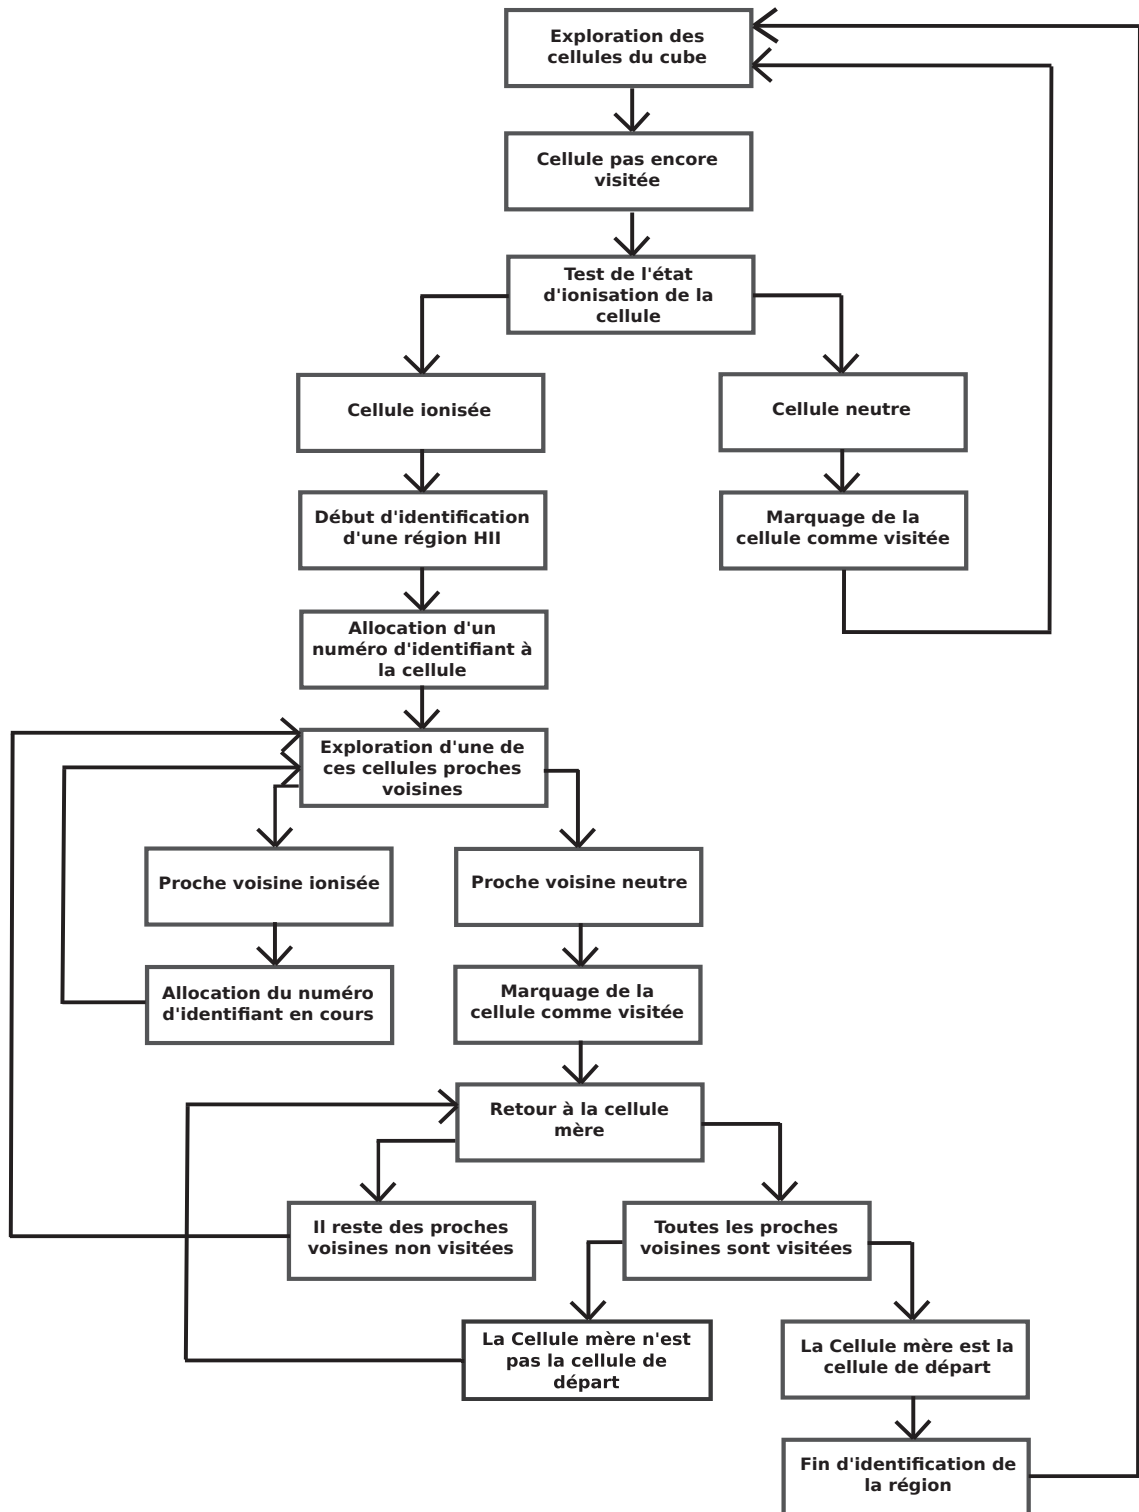 Exploration des
cellules du cube
Cellule pas encore
visitée
Test de l'état
d'ionisation de la
cellule
Cellule ionisée
Cellule neutre
Début d'identification
d'une région HII
Marquage de la
cellule comme visitée
Allocation d'un
numéro d'identifiant à
la cellule
Exploration d'une de
ces cellules proches
voisines
Proche voisine ionisée
Proche voisine neutre
Allocation du numéro
d'identifiant en cours
Marquage de la
cellule comme visitée
Retour à la cellule
mère
Il reste des proches
voisines non visitées
Toutes les proches
voisines sont visitées
La Cellule mère n'est
pas la cellule de
départ
La Cellule mère est la
cellule de départ
Fin d'identification de
la région